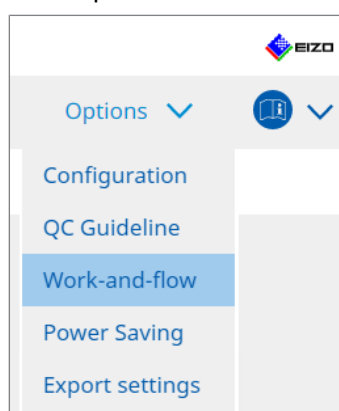 EIZO
Options
Configuration
QC Guideline
Work-and-flow
Power Saving
Export settings